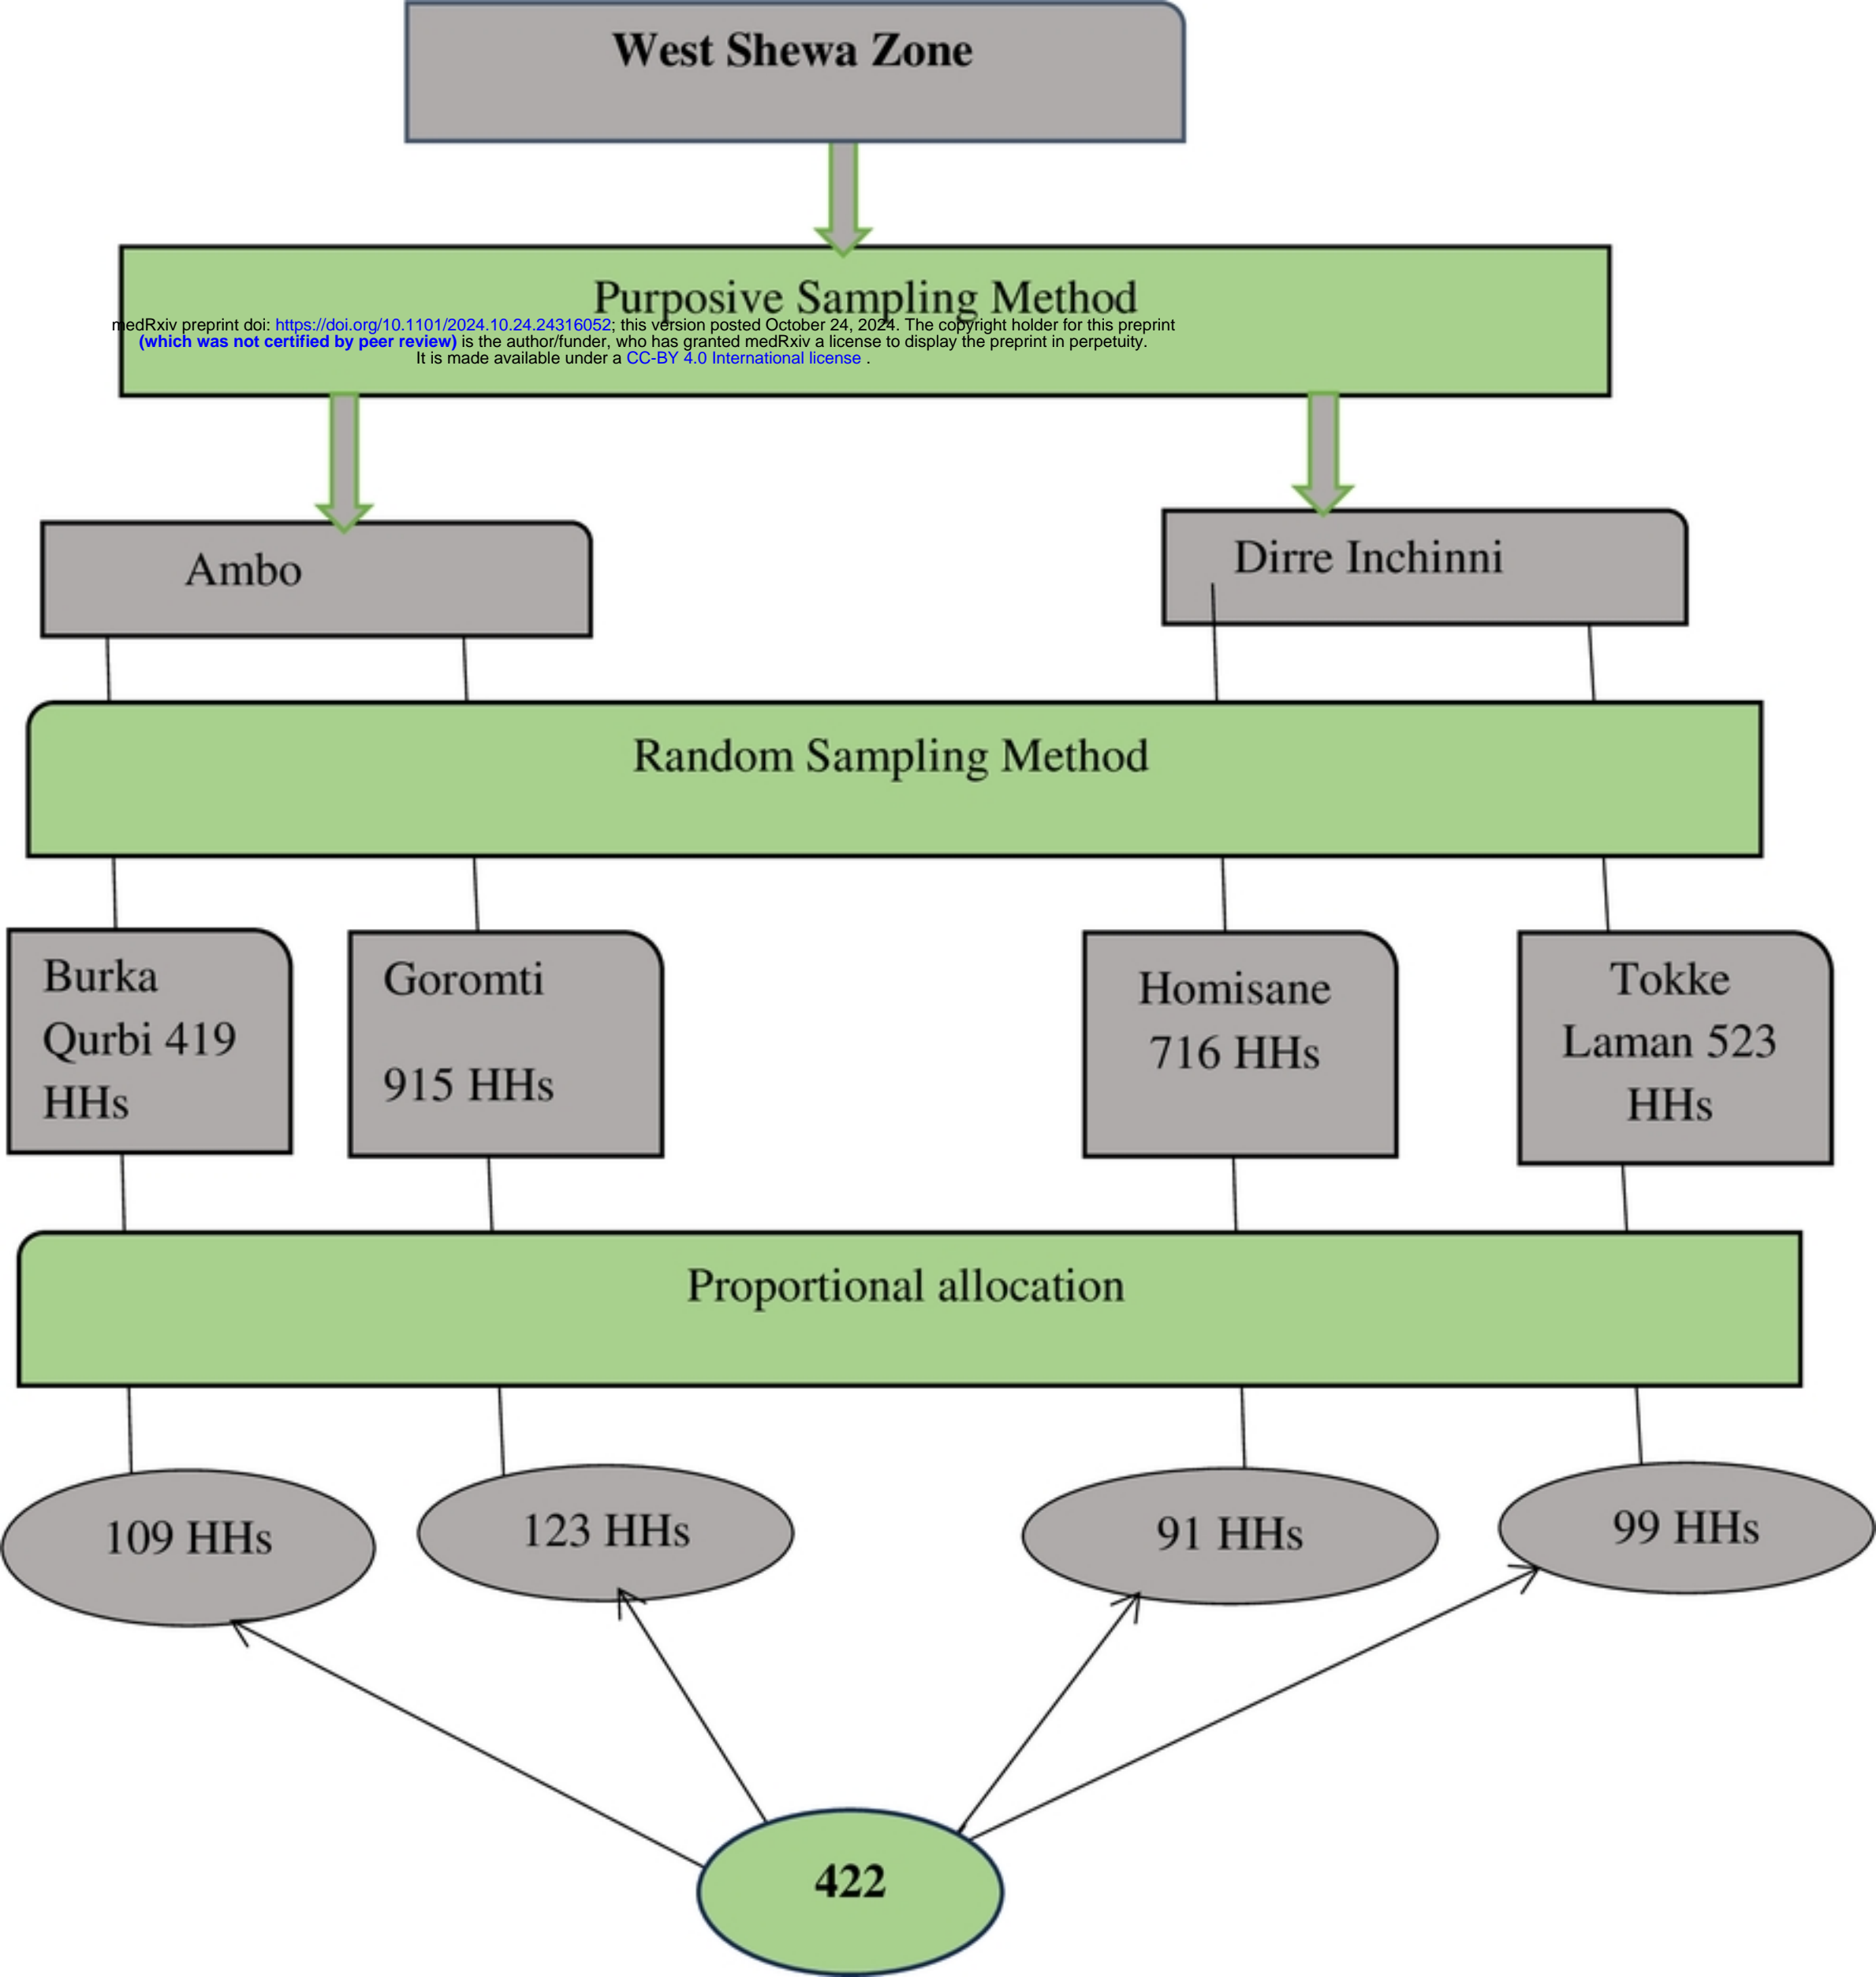 West Shewa Zone
Purposive Sampling Method
medRxiv preprint doi: https://doi.org/10.1101/2024.10.24.24316052; this version posted October 24, 2024. The copyright holder for this preprint
(which was not certified by peer review) is the author/funder, who has granted medRxiv a license to display the preprint in perpetuity.
It is made available under a CC-BY 4.0 International license .
Ambo
Dirre Inchinni
Random Sampling Method
Burka
Qurbi 419
HHs
Goromti
915 HHs
Homisane
716 HHs
Tokke
Laman 523
HHs
Proportional allocation
109 HHs
123 HHs
91 HHs
99 HHs
422